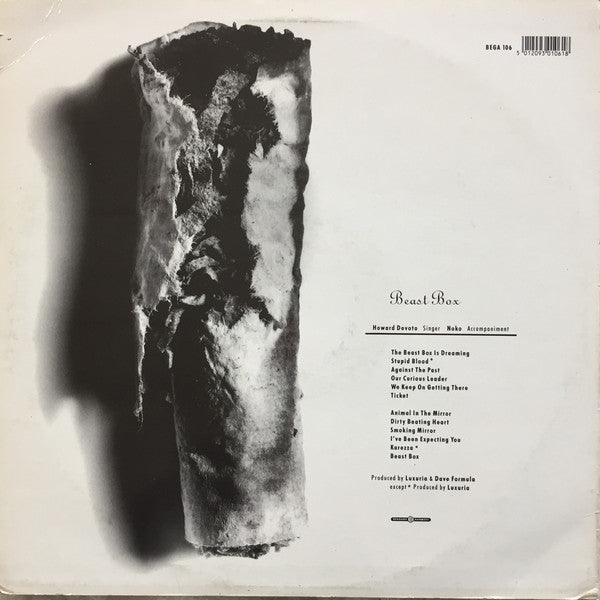 BEGA 106
5 012093 010618
Beast Box
Howard Devoto Singer Noko Accompaniment
The Beast Box Is Dreaming
Stupid Blood *
Against The Past
Our Curious Leader
We Keep On Getting There
Ticket
Animal In The Mirror
Dirty Beating Heart
Smoking Mirror
I've Been Expecting You
Karezza *
Beast Box
Produced by Luxuria & Dave Formula
except * Produced by Luxuria